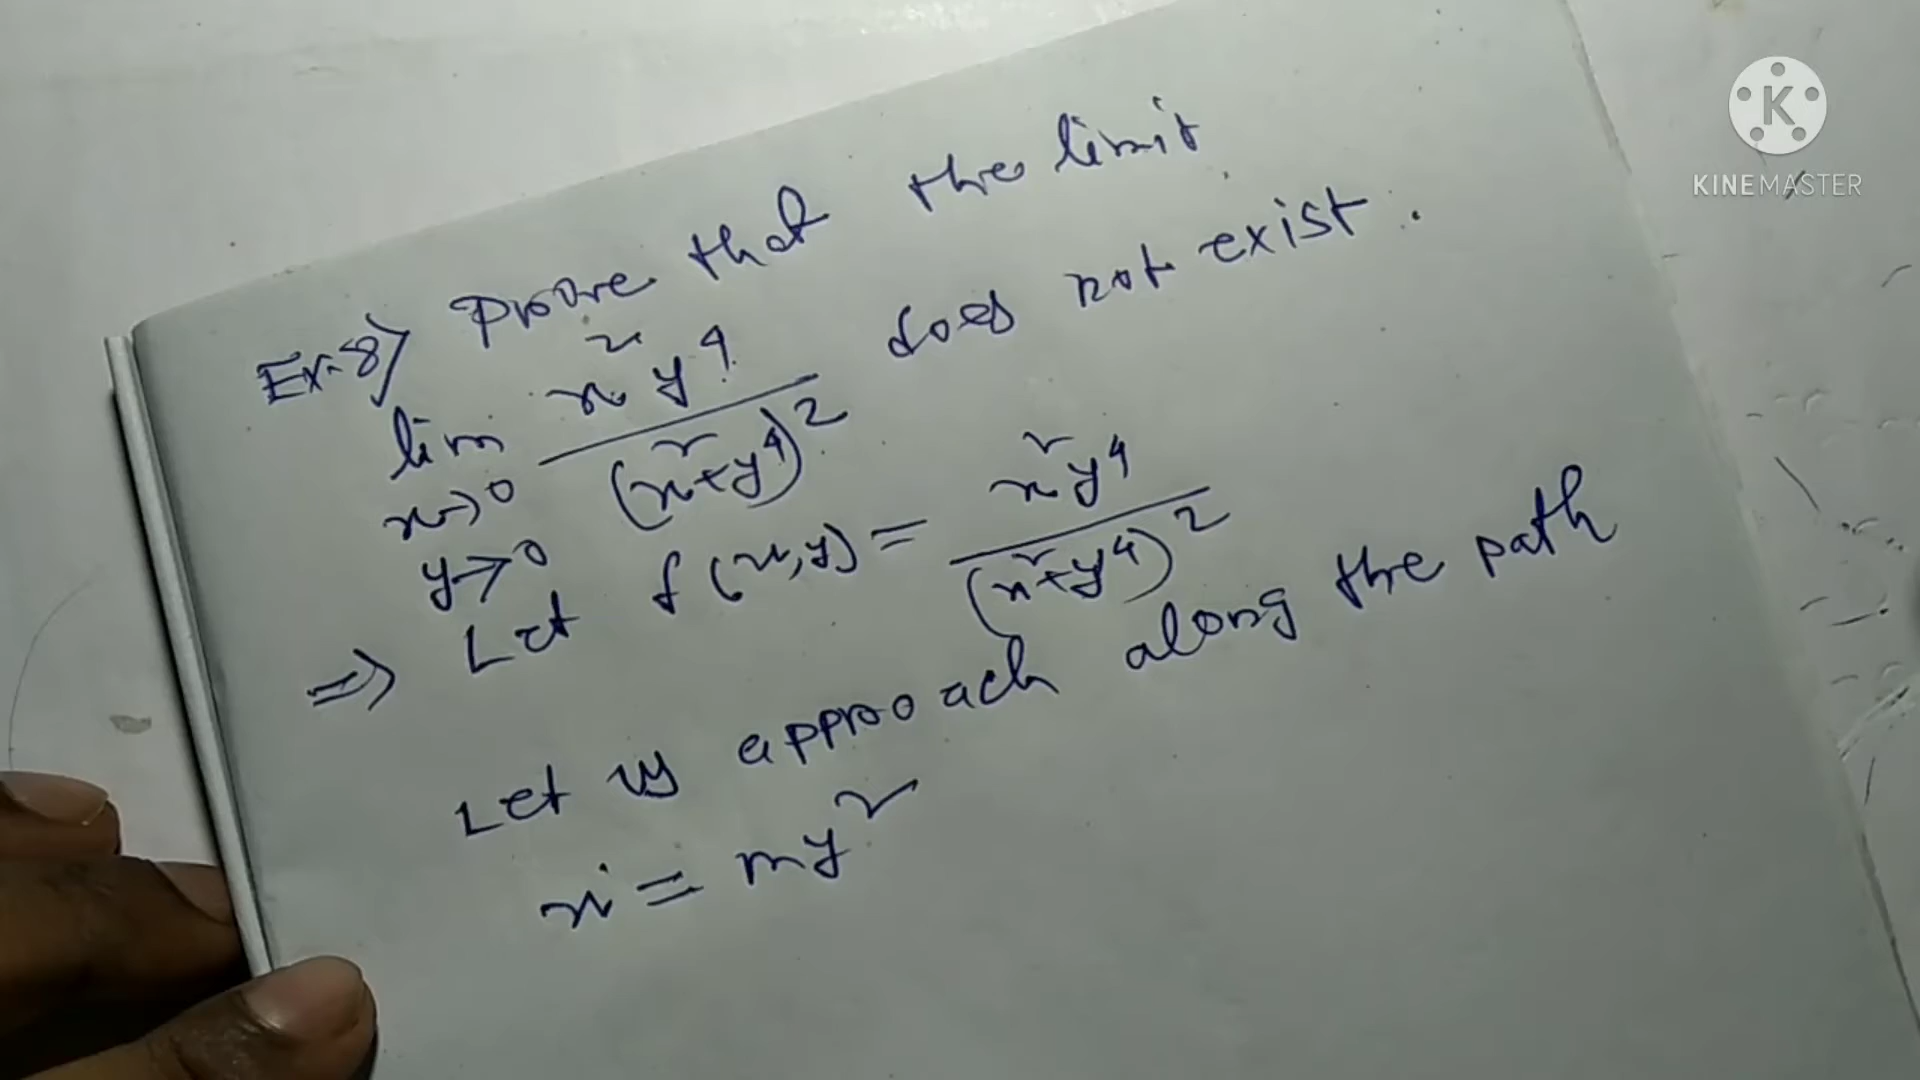 Ex-8) Prove that the limit
lim x→0 y→0 x²y⁴/(x²+y⁴)² does not exist.
⇒ Let f(x,y) = x²y⁴/(x²+y⁴)²
Let us approach along the path
x = my²
KINEMASTER